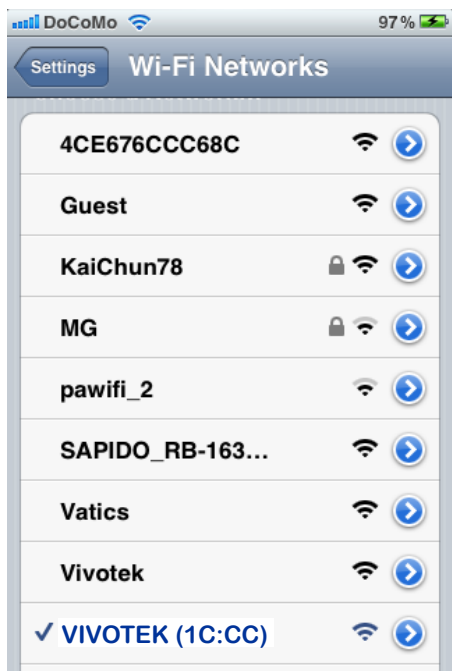 DoCoMo 97%
Settings Wi-Fi Networks
4CE676CCC68C
Guest
KaiChun78
MG
pawifi_2
SAPIDO_RB-163...
Vatics
Vivotek
VIVOTEK (1C:CC)